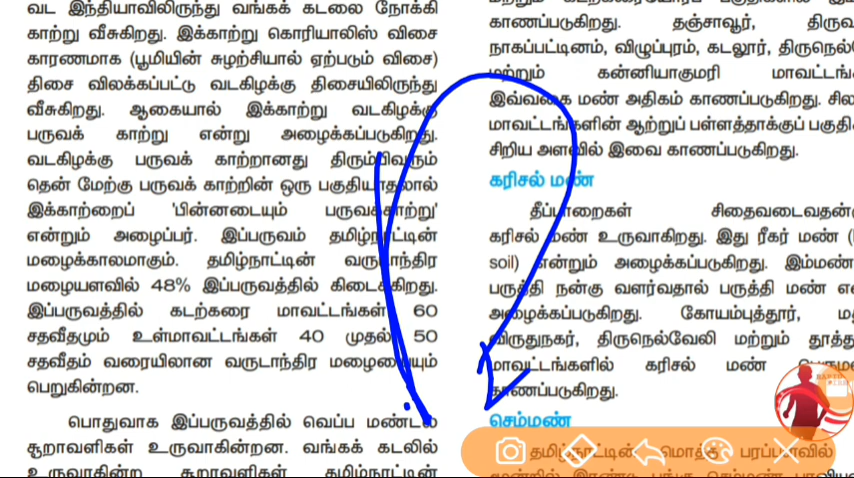 வட இந்தியாவிலிருந்து வங்கக் கடலை நோக்கி
காற்று வீசுகிறது. இக்காற்று கொரியாலிஸ் விசை
காரணமாக (பூமியின் சுழற்சியால் ஏற்படும் விசை)
திசை விலக்கப்பட்டு வடகிழக்கு திசையிலிருந்து
வீசுகிறது. ஆகையால் இக்காற்று வடகிழக்கு
பருவக் காற்று என்று அழைக்கப்படுகிறது.
வடகிழக்கு பருவக் காற்றானது திரும்பிவரும்
தென் மேற்கு பருவக் காற்றின் ஒரு பகுதியாதலால்
இக்காற்றைப் 'பின்னடையும் பருவக்காற்று'
என்றும் அழைப்பர். இப்பருவம் தமிழ்நாட்டின்
மழைக்காலமாகும். தமிழ்நாட்டின் வருடாந்திர
மழையளவில் 48% இப்பருவத்தில் கிடைக்கிறது.
இப்பருவத்தில் கடற்கரை மாவட்டங்கள் 60
சதவீதமும் உள்மாவட்டங்கள் 40 முதல் 50
சதவீதம் வரையிலான வருடாந்திர மழையையும்
பெறுகின்றன.
பொதுவாக இப்பருவத்தில் வெப்ப மண்டல
சூறாவளிகள் உருவாகின்றன. வங்கக் கடலில்
உருவாகின்ற சூறாவளிகள் தமிழ்நாட்டின்
காணப்படுகிறது. தஞ்சாவூர்,
நாகப்பட்டினம், விழுப்புரம், கடலூர்,
மற்றும் கன்னியாகுமரி
இவ்வகை மண் அதிகம் காணப்படுகிறது.
மாவட்டங்களின் ஆற்றுப் பள்ளத்தாக்குப்
சிறிய அளவில் இவை காணப்படுகிறது.
கரிசல் மண்
தீப்பாறைகள்
கரிசல் மண் உருவாகிறது. இது ரீகர் மண்
soil) என்றும் அழைக்கப்படுகிறது.
பருத்தி நன்கு வளர்வதால் பருத்தி மண்
அழைக்கப்படுகிறது. கோயம்புத்தூர்,
விருதுநகர், திருநெல்வேலி மற்றும்
மாவட்டங்களில் கரிசல் மண்
காணப்படுகிறது.
செம்மண்
தமிழ்நாட்டின் மொத்த பரப்பளவில்